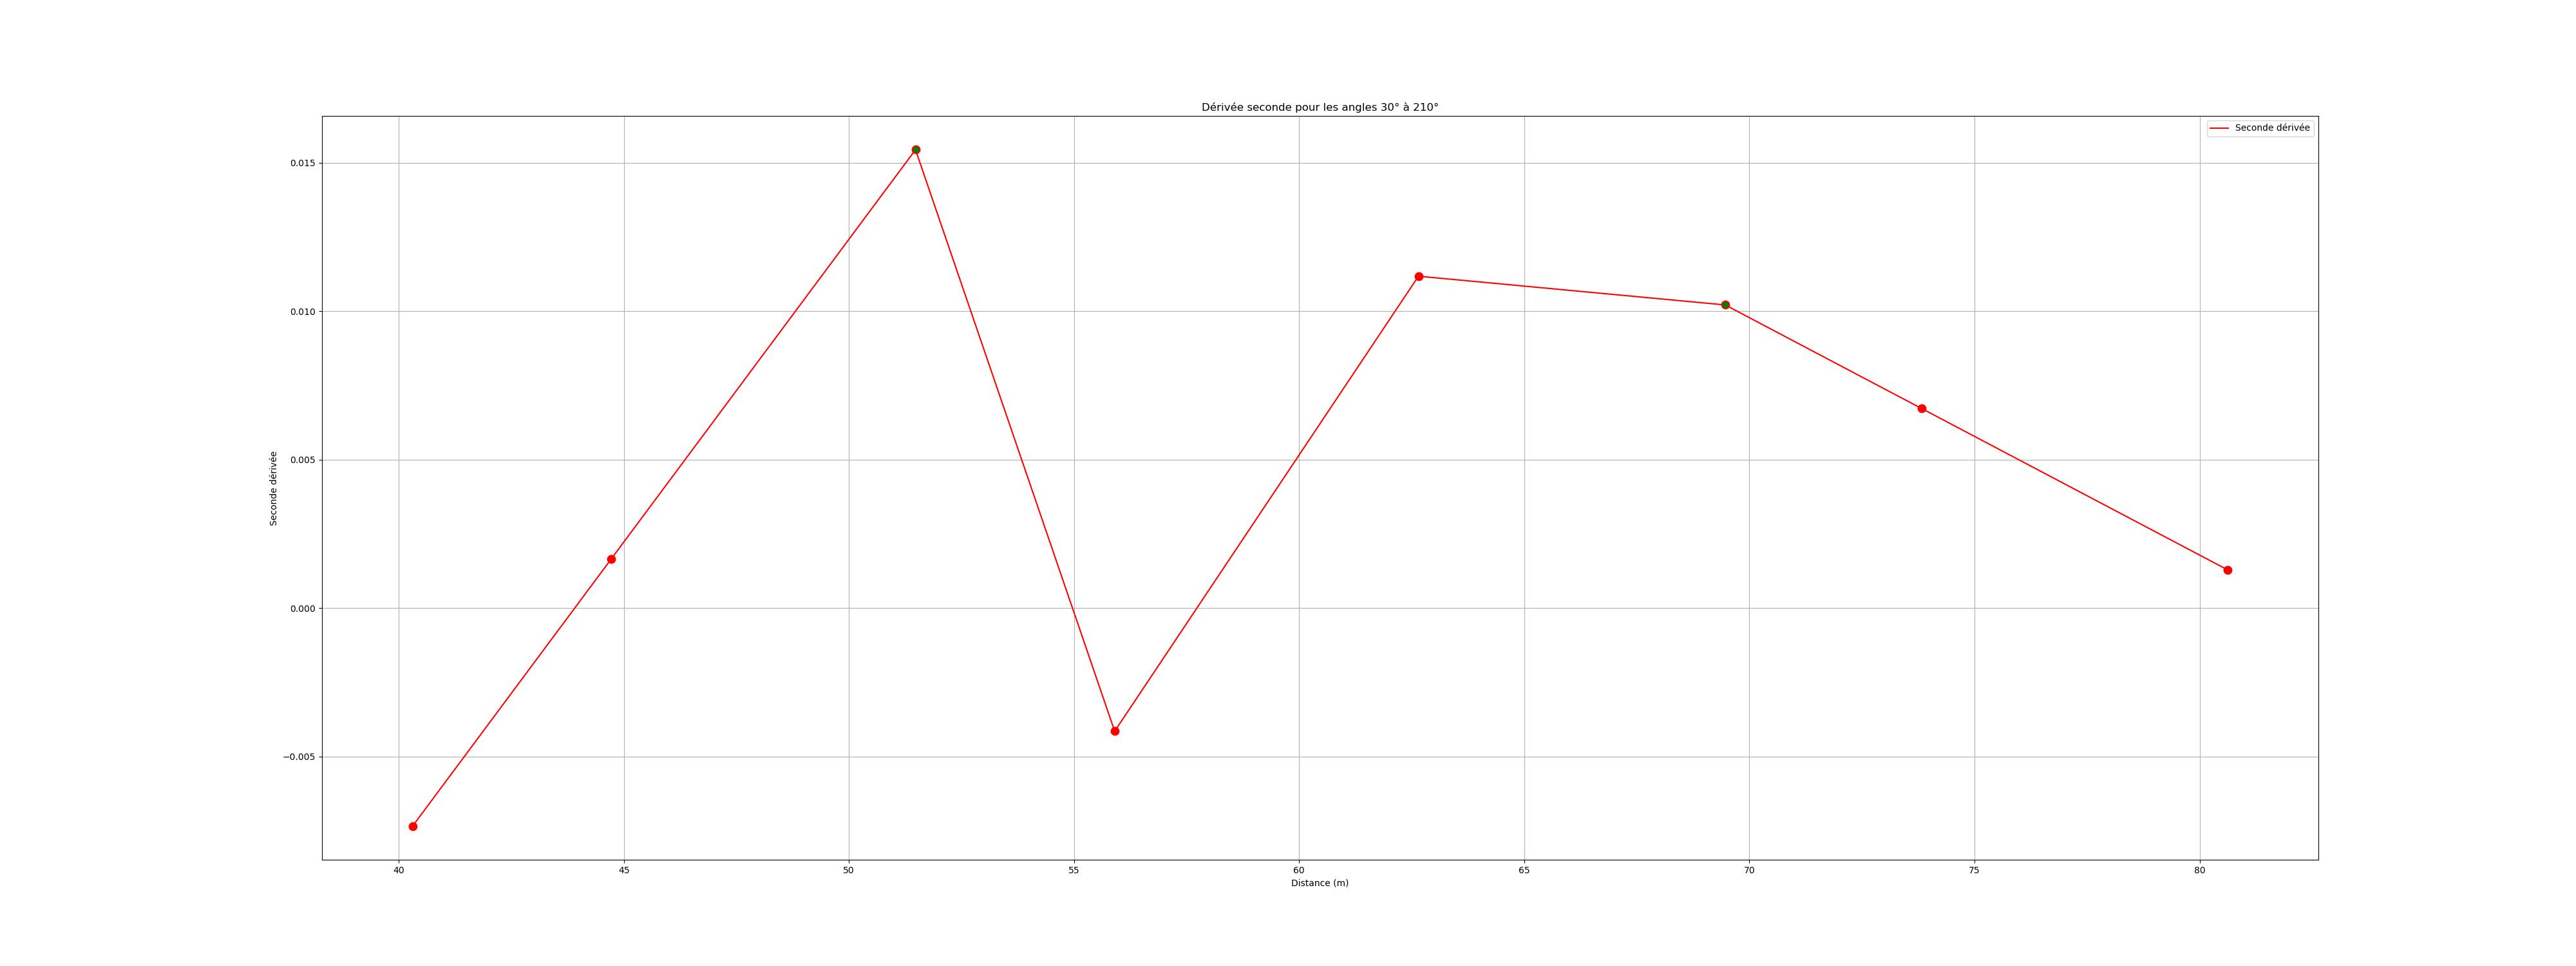 Dérivée seconde pour les angles 30° à 210°
Seconde dérivée
0.015
0.010
0.005
0.000
−0.005
Seconde dérivée
40 45 50 55 60 65 70 75 80
Distance (m)